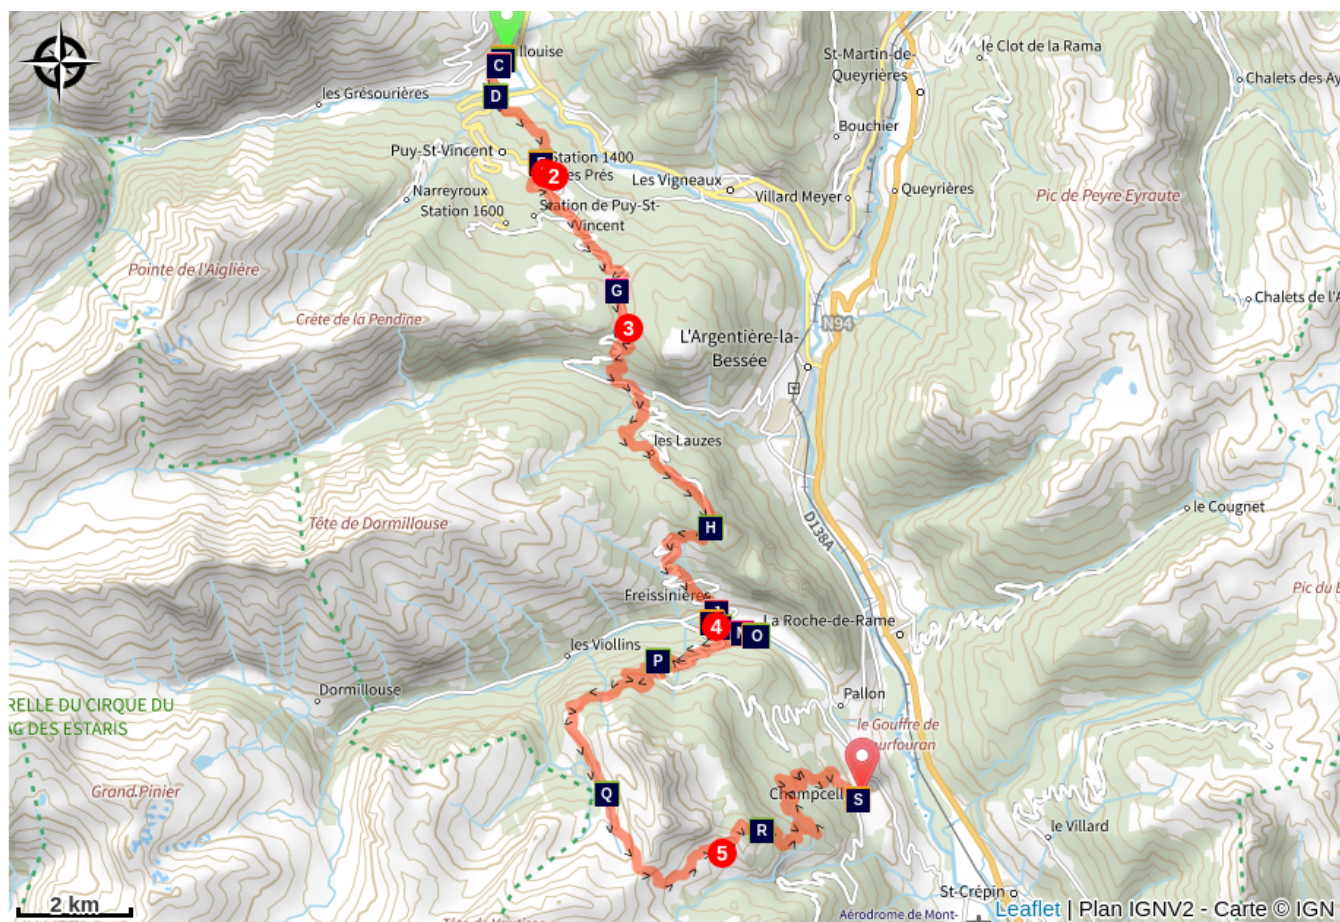 llouise
C
St-Martin-de-
Queyrières
le Clot de la Rama
Chalets des Ay
les Grésourières
D
Bouchier
Puy-St-Vincent
Station 1400
les Prés
2
Les Vigneaux
Villard Meyer
Queyrières
Pic de Peyre Eyraute
Narreyroux
Station 1600
Station de Puy-St-
Vincent
Pointe de l'Aiglière
G
Chalets de l'A
Crête de la Pendine
3
N94
L'Argentière-la-
Bessée
les Lauzes
le Cougnet
Tête de Dormillouse
H
D138A
Freissinière
Pic du
4
O
La Roche-de-Rame
les Viollins
P
Dormillouse
Pallon
RELLE DU CIRQUE DU
AG DES ESTARIS
le Gouffre de
urfouran
Grand Pinier
Q
Champcell
S
R
le Villard
5
St-Crépin
2 km
Aérodrome de Mont-
Leaflet | Plan IGNV2 - Carte © IGN